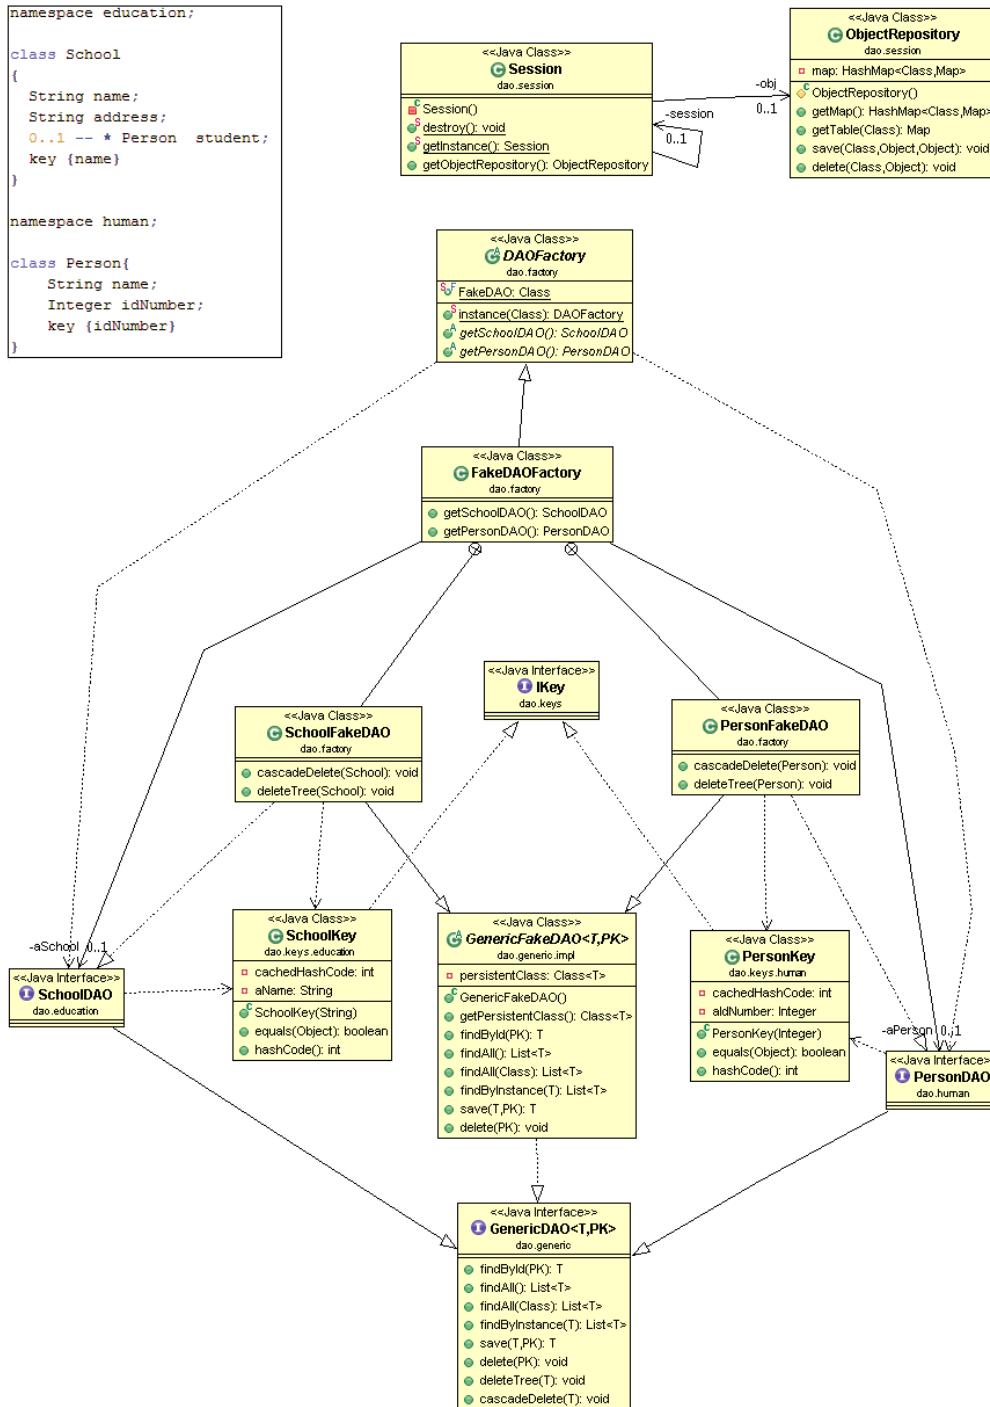 namespace education;
class School
{
String name;
String address;
0..1 -- * Person student;
key {name}
}
namespace human;
class Person{
String name;
Integer idNumber;
key {idNumber}
}
<<Java Class>>
Session
dao.session
Session()
destroy(): void
getInstance(): Session
getObjectRepository(): ObjectRepository
-obj
0..1
-session
0..1
<<Java Class>>
ObjectRepository
dao.session
map: HashMap<Class,Map>
ObjectRepository()
getMap(): HashMap<Class,Map>
getTable(Class): Map
save(Class,Object,Object): void
delete(Class,Object): void
<<Java Class>>
DAOFactory
dao.factory
FakeDAO: Class
instance(Class): DAOFactory
getSchoolDAO(): SchoolDAO
getPersonDAO(): PersonDAO
<<Java Class>>
FakeDAOFactory
dao.factory
getSchoolDAO(): SchoolDAO
getPersonDAO(): PersonDAO
<<Java Interface>>
IKey
dao.keys
<<Java Class>>
SchoolFakeDAO
dao.factory
cascadeDelete(School): void
deleteTree(School): void
<<Java Class>>
PersonFakeDAO
dao.factory
cascadeDelete(Person): void
deleteTree(Person): void
-aSchool 0..1
<<Java Interface>>
SchoolDAO
dao.education
<<Java Class>>
SchoolKey
dao.keys.education
cachedHashCode: int
aName: String
SchoolKey(String)
equals(Object): boolean
hashCode(): int
<<Java Class>>
GenericFakeDAO<T,PK>
dao.generic.impl
persistentClass: Class<T>
GenericFakeDAO()
getPersistentClass(): Class<T>
findById(PK): T
findAll(): List<T>
findAll(Class): List<T>
findByInstance(T): List<T>
save(T,PK): T
delete(PK): void
<<Java Class>>
PersonKey
dao.keys.human
cachedHashCode: int
aIdNumber: Integer
PersonKey(Integer)
equals(Object): boolean
hashCode(): int
-aPerson 0..1
<<Java Interface>>
PersonDAO
dao.human
<<Java Interface>>
GenericDAO<T,PK>
dao.generic
findById(PK): T
findAll(): List<T>
findAll(Class): List<T>
findByInstance(T): List<T>
save(T,PK): T
delete(PK): void
deleteTree(T): void
cascadeDelete(T): void